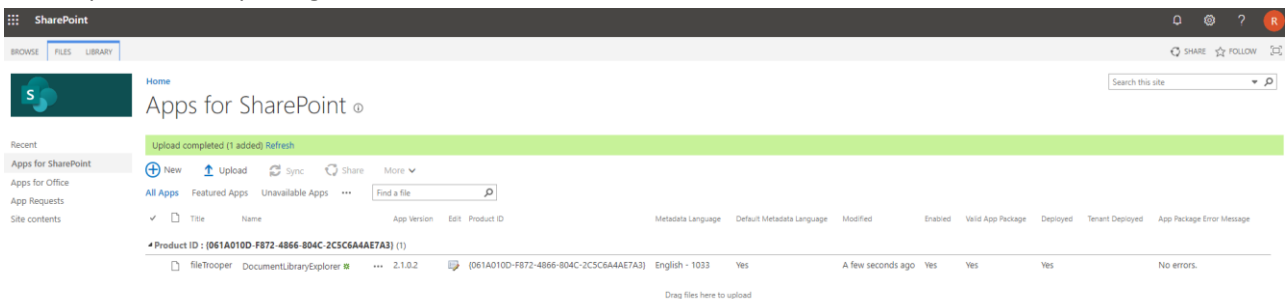 SharePoint
?
R
BROWSE FILES LIBRARY
SHARE FOLLOW
S
Home
Search this site
Apps for SharePoint
Recent
Apps for SharePoint
Apps for Office
App Requests
Site contents
Upload completed (1 added) Refresh
New Upload Sync Share More
All Apps Featured Apps Unavailable Apps ••• Find a file
Title Name App Version Edit Product ID Metadata Language Default Metadata Language Modified Enabled Valid App Package Deployed Tenant Deployed App Package Error Message
Product ID : {061A010D-F872-4866-804C-2C5C6A4AE7A3} (1)
fileTrooper DocumentLibraryExplorer ••• 2.1.0.2 {061A010D-F872-4866-804C-2C5C6A4AE7A3} English - 1033 Yes A few seconds ago Yes Yes Yes No errors.
Drag files here to upload